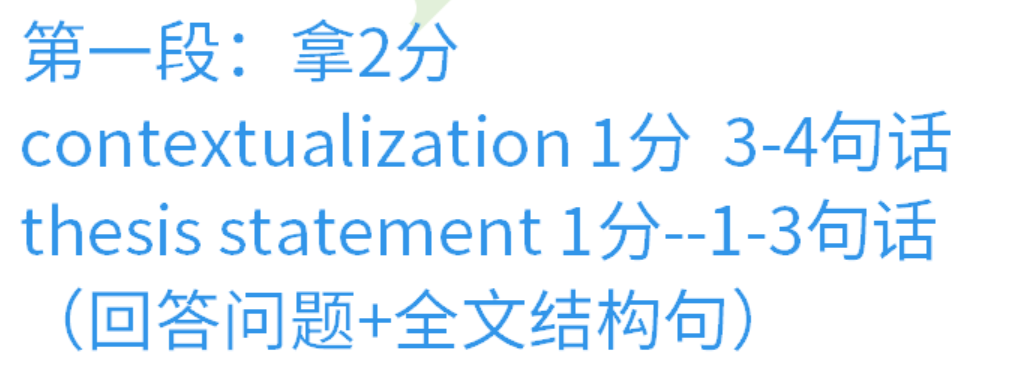 第一段：拿2分
contextualization 1分  3-4句话
thesis statement 1分--1-3句话
（回答问题+全文结构句）